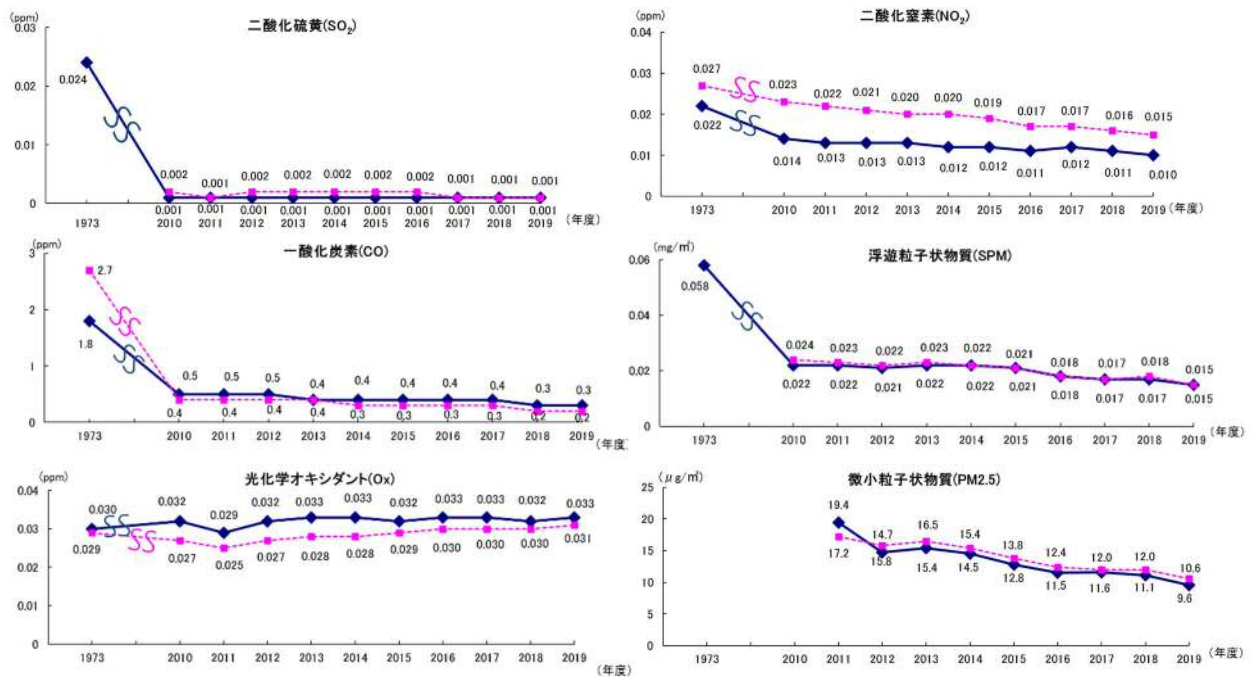 二酸化硫黄(SO₂)
(ppm)
0.03
0.02
0.01
0
0.024
0.002 0.001 0.002 0.002 0.002 0.002 0.002 0.001 0.001 0.001
0.001 0.001 0.001 0.001 0.001 0.001 0.001 0.001 0.001 0.001
1973 2010 2011 2012 2013 2014 2015 2016 2017 2018 2019 (年度)
二酸化窒素(NO₂)
(ppm)
0.04
0.03
0.02
0.01
0
0.027 0.023 0.022 0.021 0.020 0.020 0.019 0.017 0.017 0.016 0.015
0.022 0.014 0.013 0.013 0.013 0.012 0.012 0.011 0.012 0.011 0.010
1973 2010 2011 2012 2013 2014 2015 2016 2017 2018 2019
(年度)
一酸化炭素(CO)
(ppm)
3
2
1
0
2.7
1.8
0.5 0.5 0.5 0.4 0.4 0.4 0.4 0.4 0.3 0.3
0.4 0.4 0.4 0.4 0.3 0.3 0.3 0.3 0.2 0.2
1973 2010 2011 2012 2013 2014 2015 2016 2017 2018 2019 (年度)
浮遊粒子状物質(SPM)
(mg/㎥)
0.06
0.04
0.02
0
0.058
0.024 0.023 0.022 0.023 0.022 0.021 0.018 0.017 0.018 0.015
0.022 0.022 0.021 0.022 0.022 0.021 0.018 0.017 0.017 0.015
1973 2010 2011 2012 2013 2014 2015 2016 2017 2018 2019
(年度)
光化学オキシダント(Ox)
(ppm)
0.04
0.03
0.02
0.01
0
0.030 0.032 0.029 0.032 0.033 0.033 0.032 0.033 0.033 0.032 0.033
0.029 0.027 0.025 0.027 0.028 0.028 0.029 0.030 0.030 0.030 0.031
1973 2010 2011 2012 2013 2014 2015 2016 2017 2018 2019
(年度)
微小粒子状物質(PM2.5)
(μg/㎥)
25
20
15
10
5
0
19.4 14.7 16.5 15.4 13.8 12.4 12.0 12.0 10.6
17.2 15.8 15.4 14.5 12.8 11.5 11.6 11.1 9.6
1973 2010 2011 2012 2013 2014 2015 2016 2017 2018 2019
(年度)